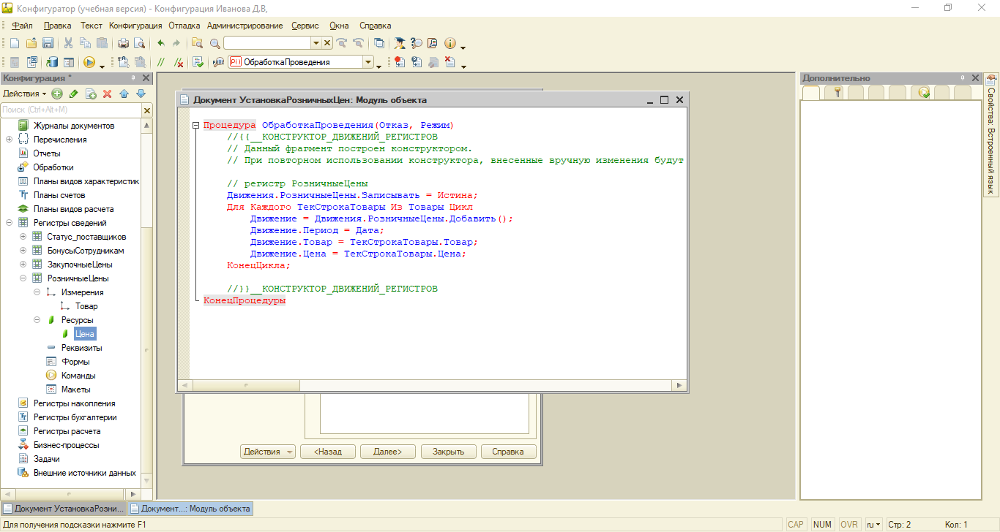 Конфигуратор (учебная версия) - Конфигурация Иванова Д.В,
Файл Правка Текст Конфигурация Отладка Администрирование Сервис Окна Справка
ОбработкаПроведения
Конфигурация *
Действия
Поиск (Ctrl+Alt+M)
Журналы документов
Перечисления
Отчеты
Обработки
Планы видов характеристик
Планы счетов
Планы видов расчета
Регистры сведений
Статус_поставщиков
БонусыСотрудникам
ЗакупочныеЦены
РозничныеЦены
Измерения
Товар
Ресурсы
Цена
Реквизиты
Формы
Команды
Макеты
Регистры накопления
Регистры бухгалтерии
Регистры расчета
Бизнес-процессы
Задачи
Внешние источники данных
Документ УстановкаРозничныхЦен: Модуль объекта
Процедура ОбработкаПроведения(Отказ, Режим)
//{{__КОНСТРУКТОР_ДВИЖЕНИЙ_РЕГИСТРОВ
// Данный фрагмент построен конструктором.
// При повторном использовании конструктора, внесенные вручную изменения будут
// регистр РозничныеЦены
Движения.РозничныеЦены.Записывать = Истина;
Для Каждого ТекСтрокаТовары Из Товары Цикл
Движение = Движения.РозничныеЦены.Добавить();
Движение.Период = Дата;
Движение.Товар = ТекСтрокаТовары.Товар;
Движение.Цена = ТекСтрокаТовары.Цена;
КонецЦикла;
//}}__КОНСТРУКТОР_ДВИЖЕНИЙ_РЕГИСТРОВ
КонецПроцедуры
Действия <Назад Далее> Закрыть Справка
Дополнительно
Свойства: Встроенный язык
Документ УстановкаРозни... Документ...: Модуль объекта
Для получения подсказки нажмите F1 CAP NUM OVR ru Стр: 2 Кол: 1